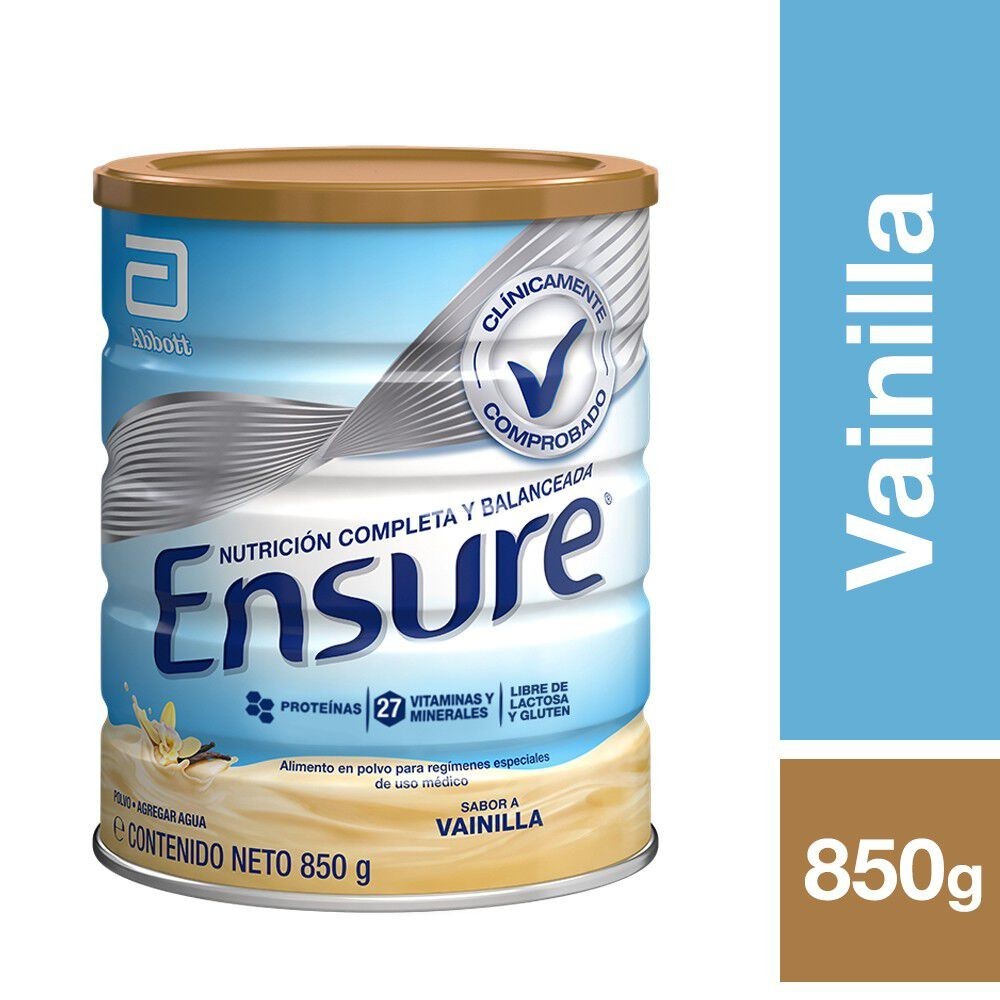 Abbott
CLÍNICAMENTE
COMPROBADO
NUTRICIÓN COMPLETA Y BALANCEADA
Ensure®
PROTEÍNAS
27
VITAMINAS Y
MINERALES
LIBRE DE
LACTOSA
Y GLUTEN
Alimento en polvo para regímenes especiales
de uso médico
SABOR A
VAINILLA
POLVO • AGREGAR AGUA
℮ CONTENIDO NETO 850 g
Vainilla
850g